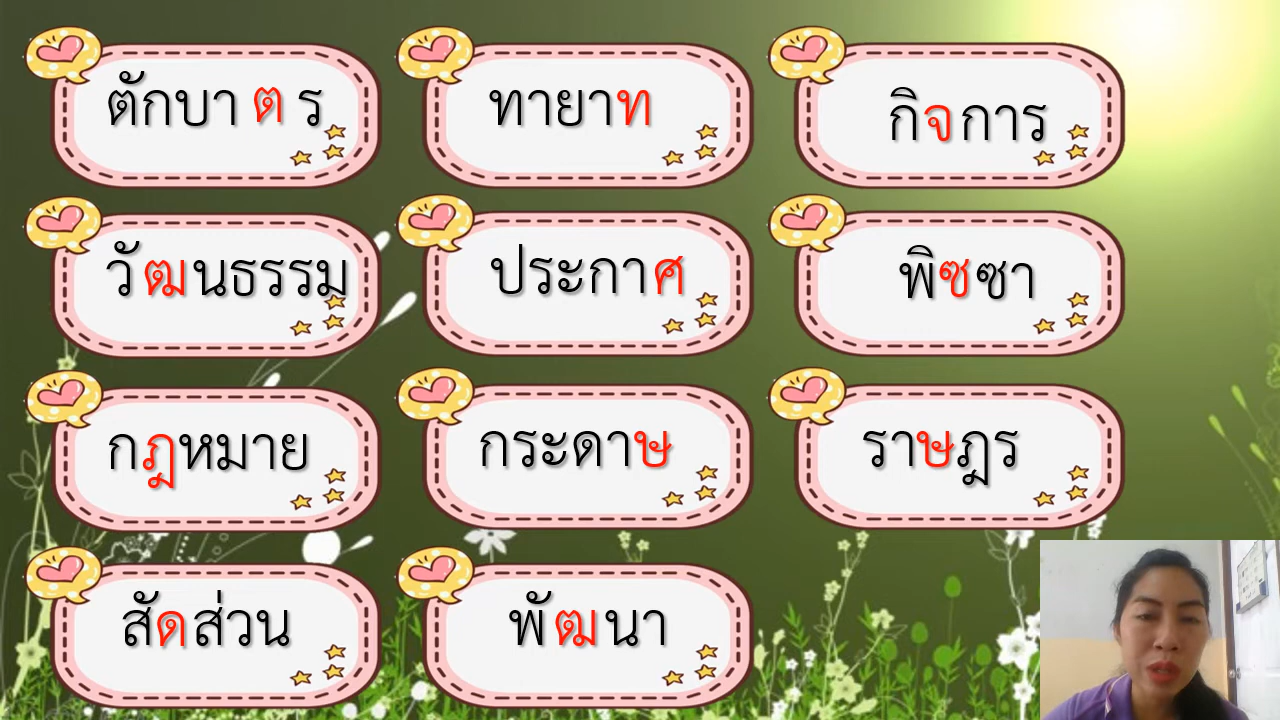 ตักบาตร
ทายาท
กิจการ
วัฒนธรรม
ประกาศ
พิซซา
กฎหมาย
กระดาษ
ราษฎร
สัดส่วน
พัฒนา